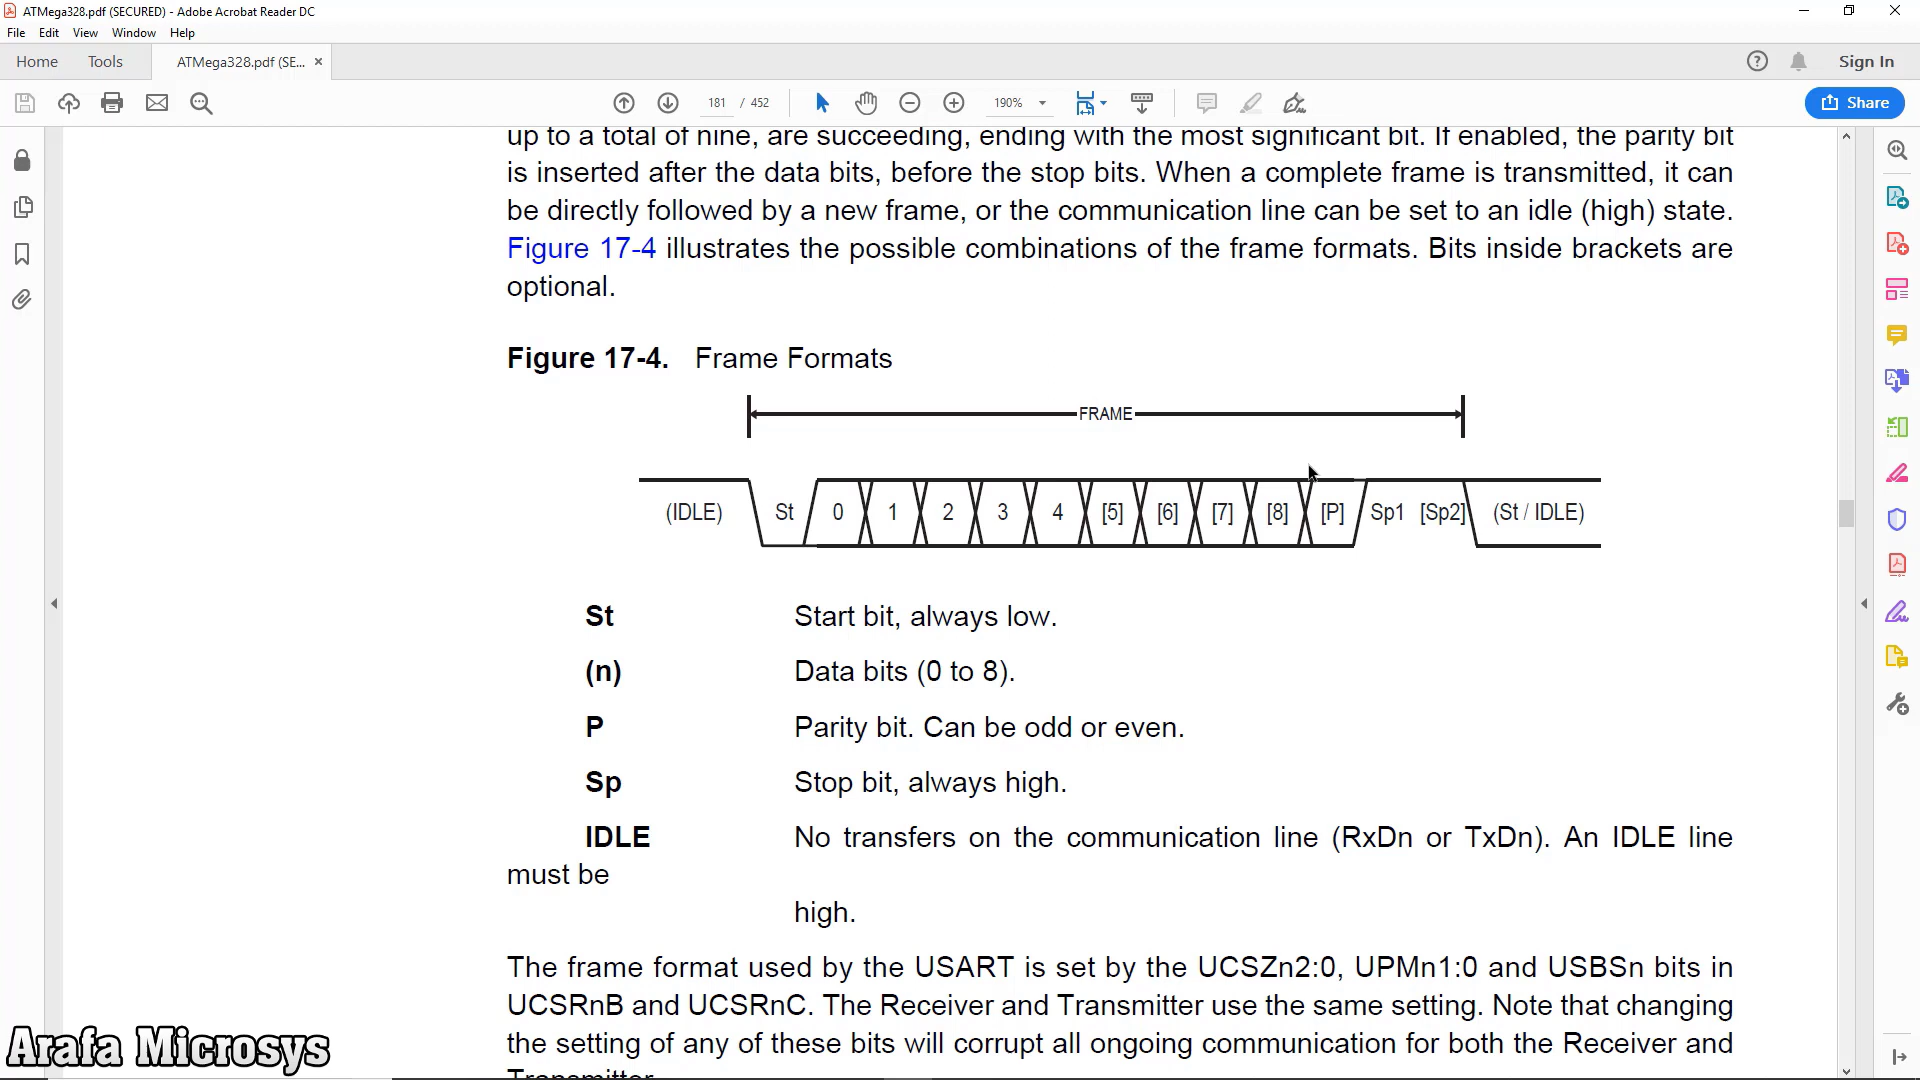 ATMega328.pdf (SECURED) - Adobe Acrobat Reader DC
File Edit View Window Help
Home Tools ATMega328.pdf (SE... × Sign In
181 / 452 190% Share
up to a total of nine, are succeeding, ending with the most significant bit. If enabled, the parity bit
is inserted after the data bits, before the stop bits. When a complete frame is transmitted, it can
be directly followed by a new frame, or the communication line can be set to an idle (high) state.
Figure 17-4 illustrates the possible combinations of the frame formats. Bits inside brackets are
optional.
Figure 17-4. Frame Formats
FRAME
(IDLE) St 0 1 2 3 4 [5] [6] [7] [8] [P] Sp1 [Sp2] (St / IDLE)
St Start bit, always low.
(n) Data bits (0 to 8).
P Parity bit. Can be odd or even.
Sp Stop bit, always high.
IDLE No transfers on the communication line (RxDn or TxDn). An IDLE line
must be
high.
The frame format used by the USART is set by the UCSZn2:0, UPMn1:0 and USBSn bits in
UCSRnB and UCSRnC. The Receiver and Transmitter use the same setting. Note that changing
the setting of any of these bits will corrupt all ongoing communication for both the Receiver and
Transmitter
Arafa Microsys